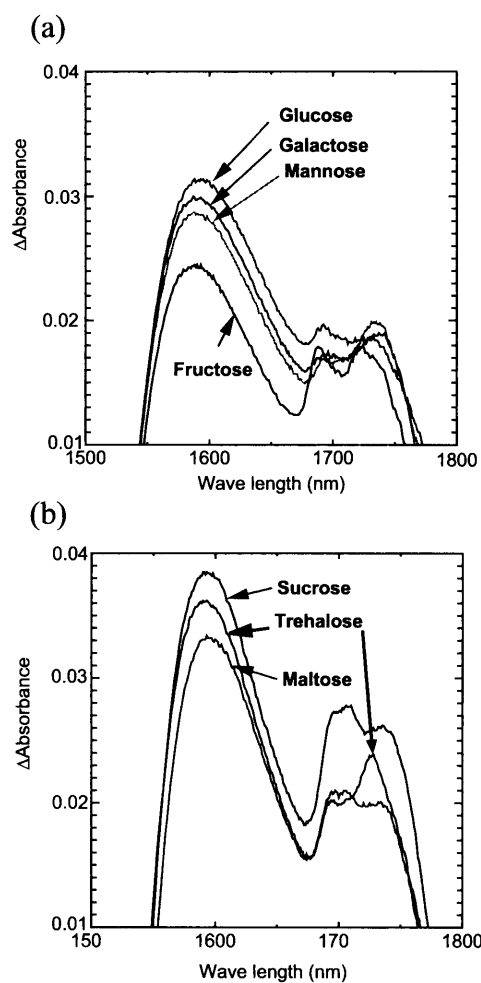 (a)
0.04
Glucose
Galactose
Mannose
0.03
ΔAbsorbance
0.02
Fructose
0.01
1500 1600 1700 1800
Wave length (nm)
(b)
0.04
Sucrose
Trehalose
Maltose
0.03
ΔAbsorbance
0.02
0.01
150 1600 170 1800
Wave length (nm)